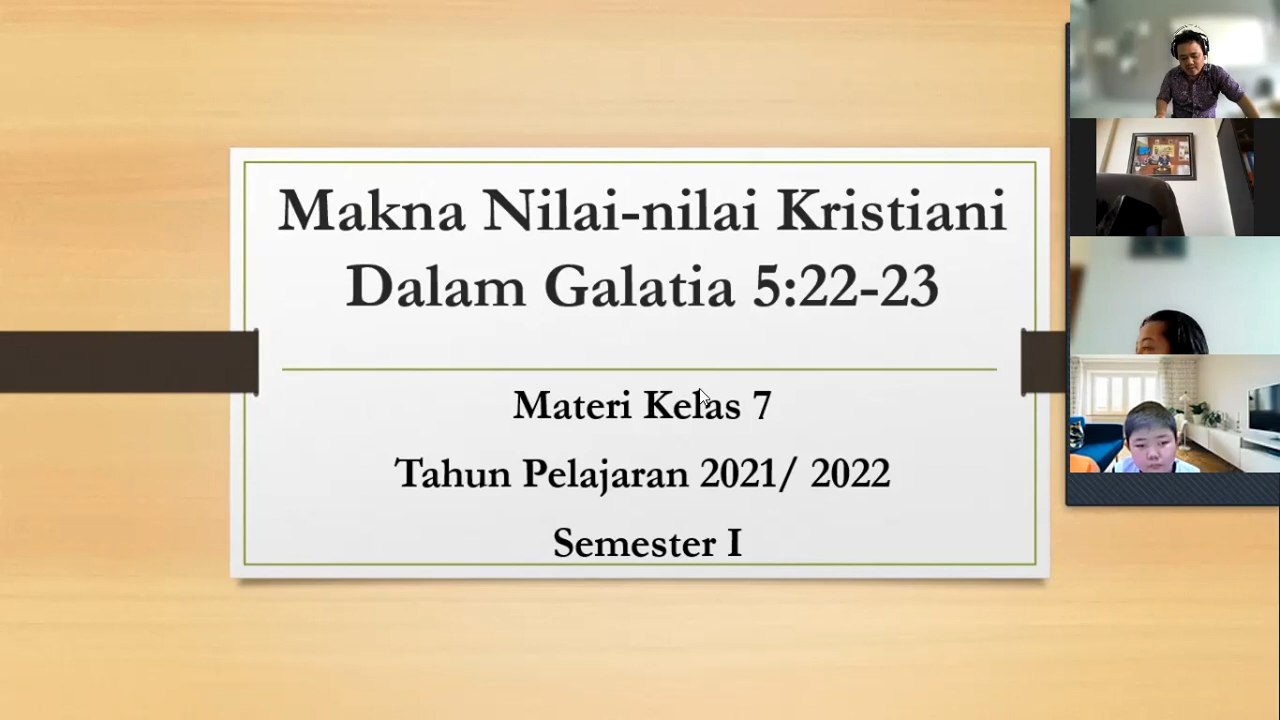 Makna Nilai-nilai Kristiani
Dalam Galatia 5:22-23
Materi Kelas 7
Tahun Pelajaran 2021/ 2022
Semester I